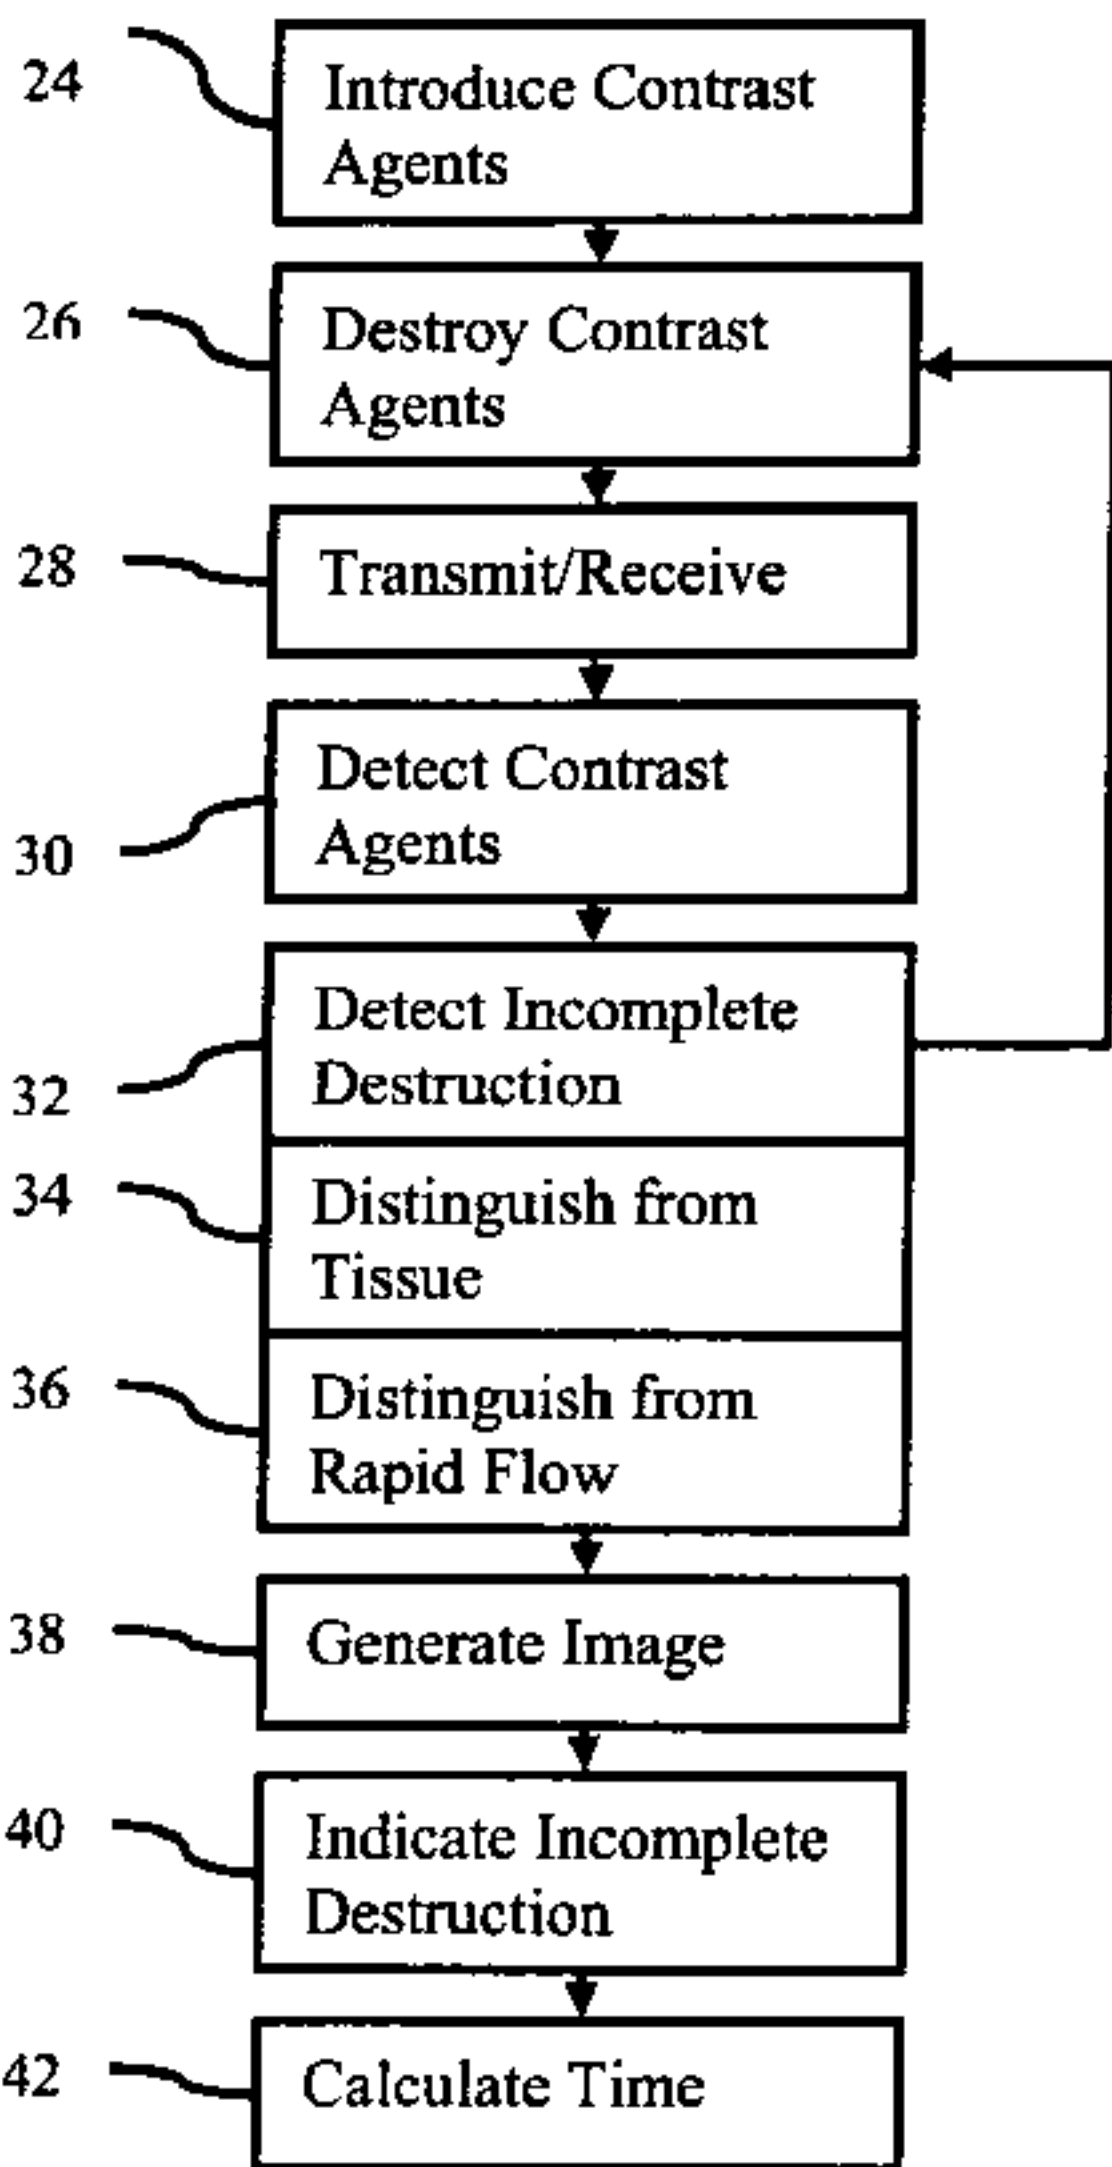 24
Introduce Contrast
Agents
26
Destroy Contrast
Agents
28
Transmit/Receive
Detect Contrast
Agents
30
Detect Incomplete
Destruction
32
34
Distinguish from
Tissue
36
Distinguish from
Rapid Flow
38
Generate Image
40
Indicate Incomplete
Destruction
42
Calculate Time